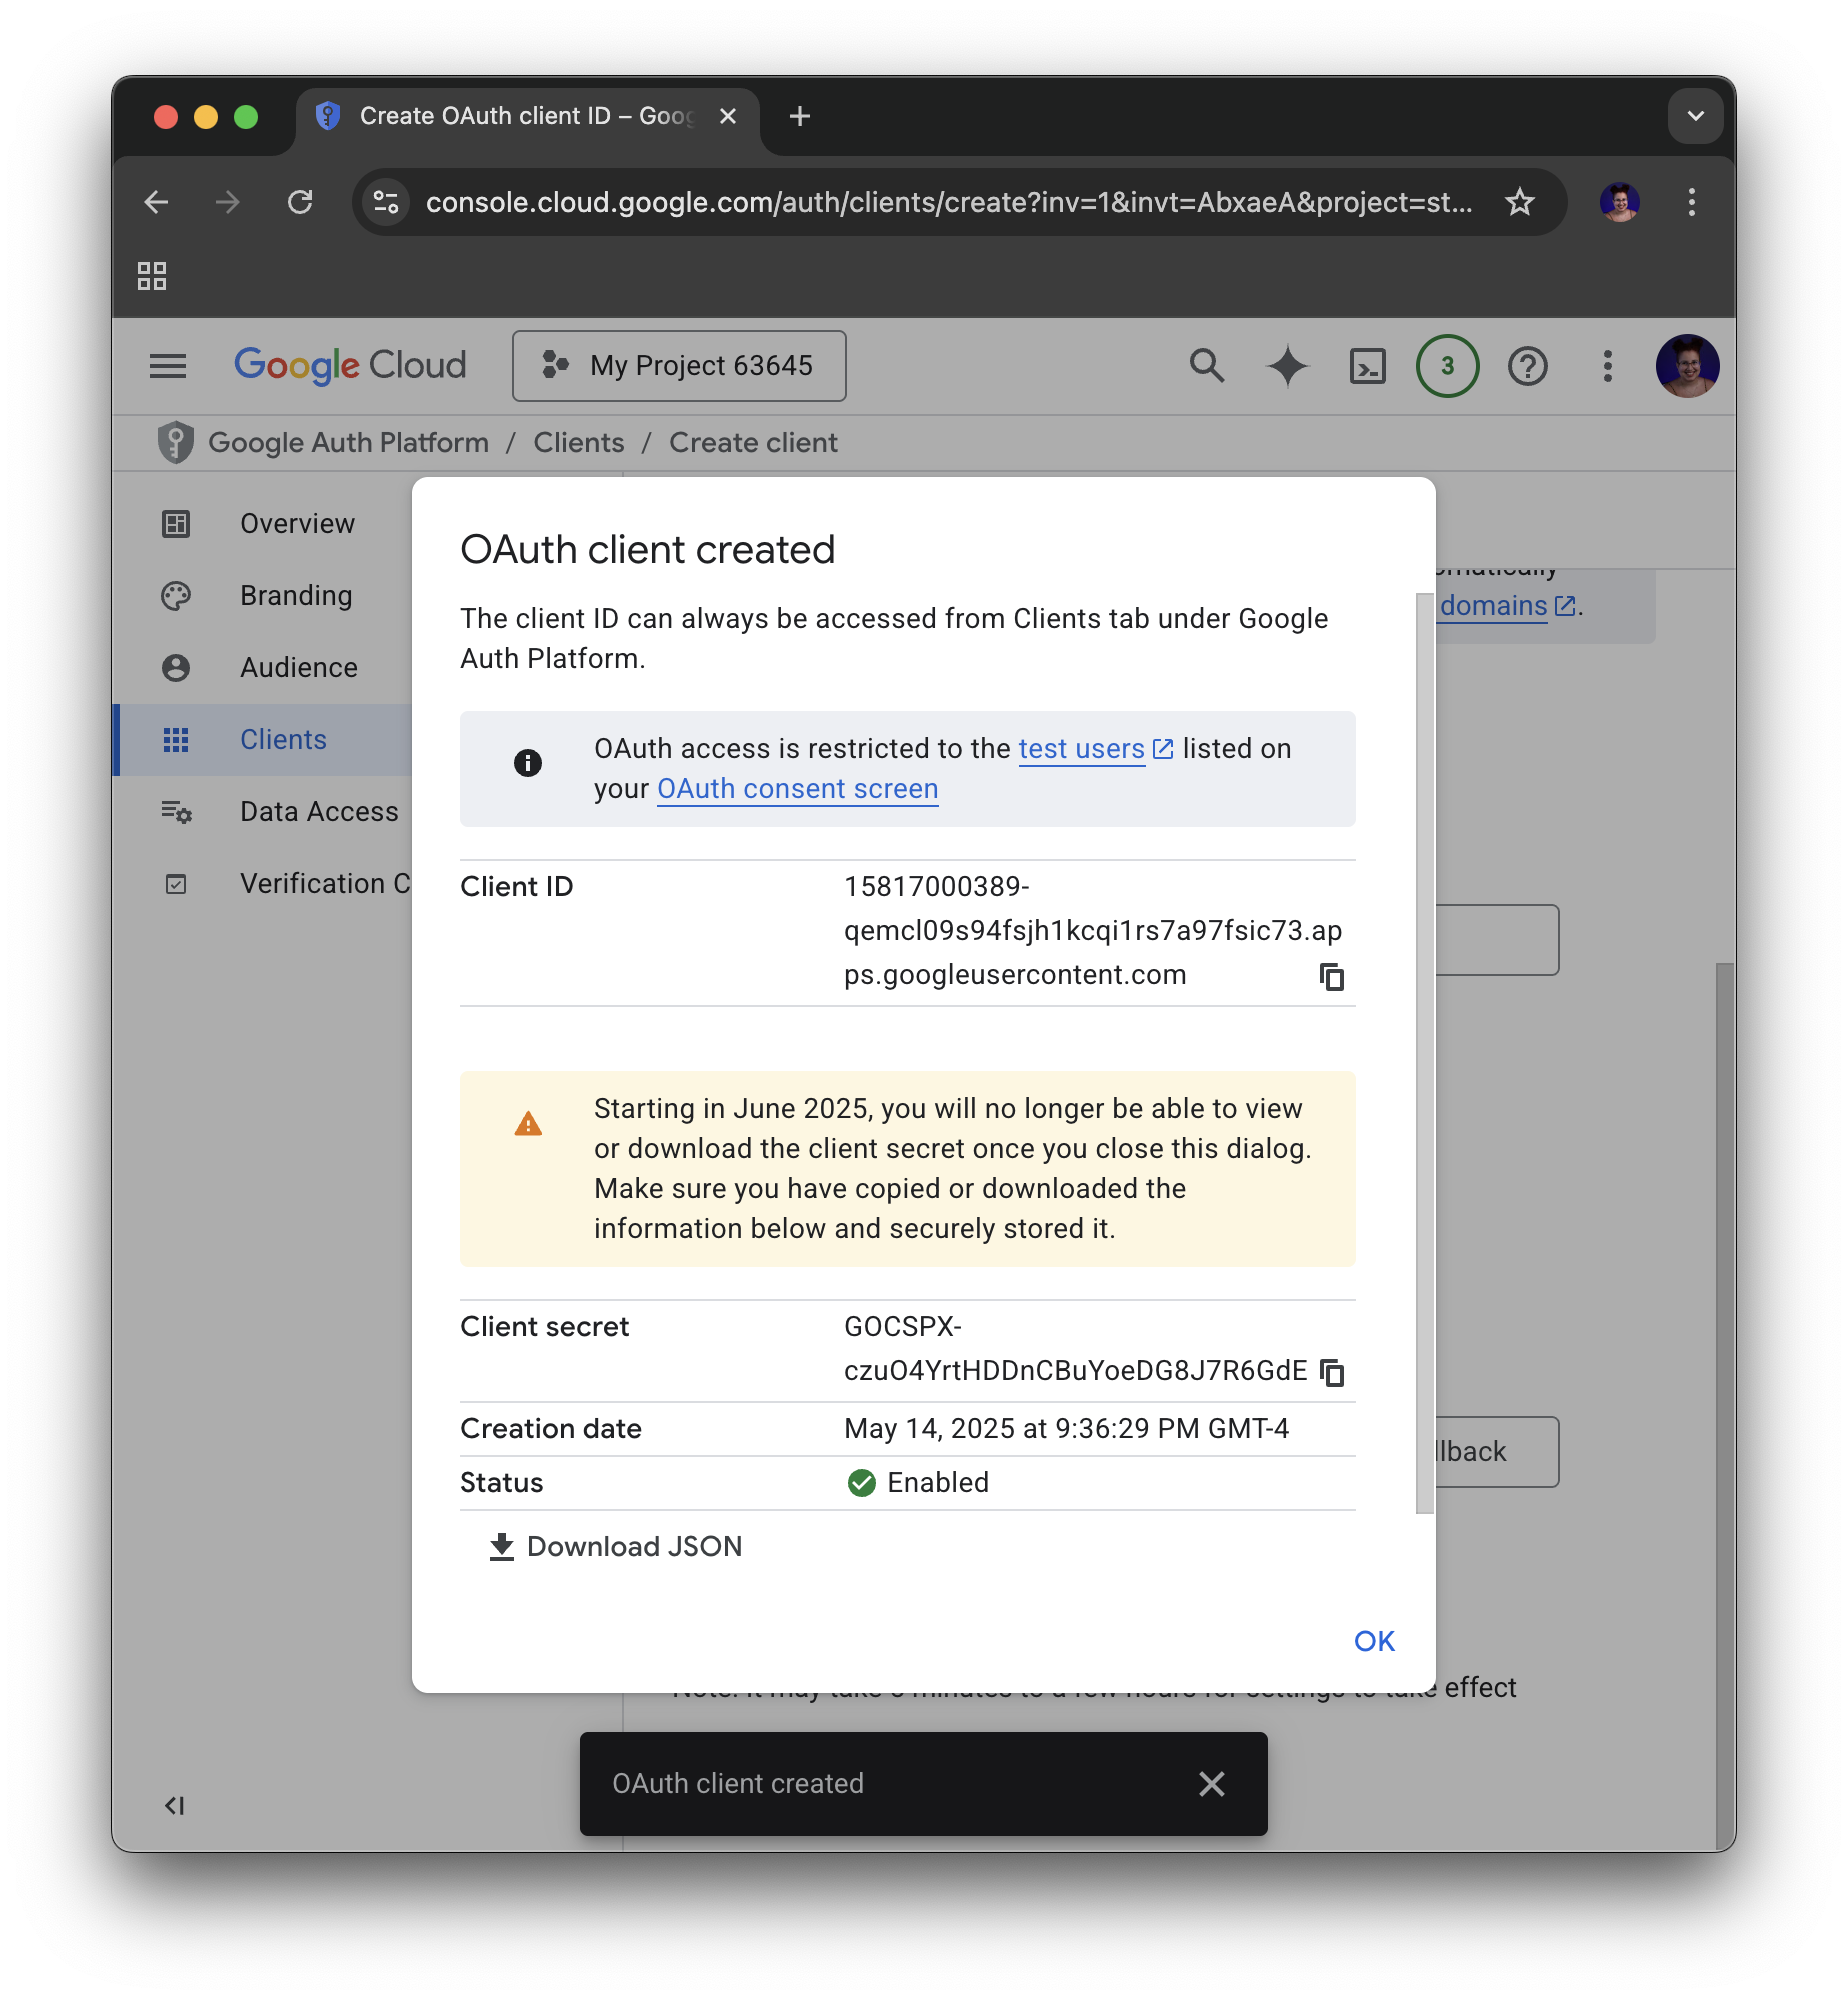 Create OAuth client ID – Goog
console.cloud.google.com/auth/clients/create?inv=1&invt=AbxaeA&project=st...
Google Cloud
My Project 63645
3
Google Auth Platform / Clients / Create client
Overview
Branding
Audience
Clients
Data Access
Verification C
domains
.
OAuth client created
The client ID can always be accessed from Clients tab under Google
Auth Platform.
OAuth access is restricted to the test users listed on
your OAuth consent screen
Client ID
15817000389-
qemcl09s94fsjh1kcqi1rs7a97fsic73.ap
ps.googleusercontent.com
Starting in June 2025, you will no longer be able to view
or download the client secret once you close this dialog.
Make sure you have copied or downloaded the
information below and securely stored it.
Client secret
GOCSPX-
czuO4YrtHDDnCBuYoeDG8J7R6GdE
Creation date
May 14, 2025 at 9:36:29 PM GMT-4
Status
Enabled
Download JSON
OK
llback
effect
OAuth client created